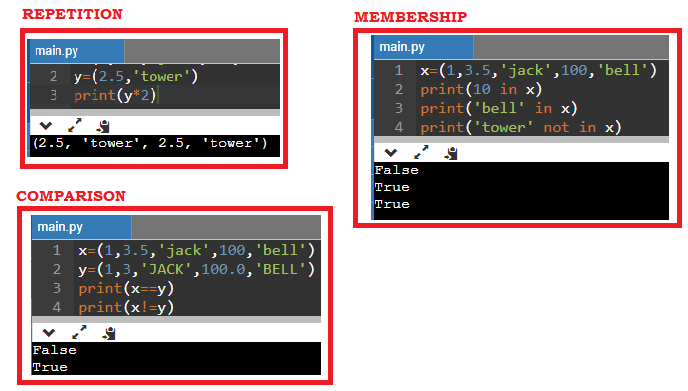 REPETITION
main.py
2 y=(2.5,'tower')
3 print(y*2)
(2.5, 'tower', 2.5, 'tower')
MEMBERSHIP
main.py
1 x=(1,3.5,'jack',100,'bell')
2 print(10 in x)
3 print('bell' in x)
4 print('tower' not in x)
False
True
True
COMPARISON
main.py
1 x=(1,3.5,'jack',100,'bell')
2 y=(1,3,'JACK',100.0,'BELL')
3 print(x==y)
4 print(x!=y)
False
True